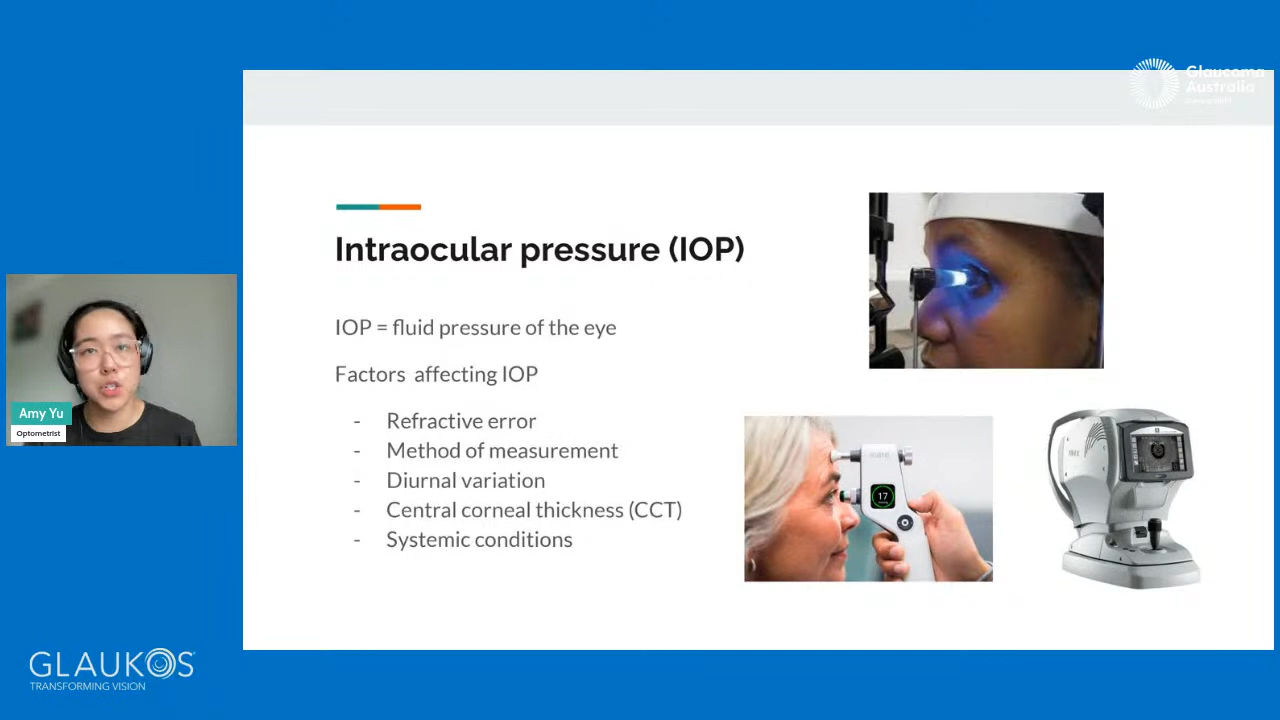 Glaucoma
Australia
Intraocular pressure (IOP)
IOP = fluid pressure of the eye
Factors affecting IOP
- Refractive error
- Method of measurement
- Diurnal variation
- Central corneal thickness (CCT)
- Systemic conditions
17
Amy Yu
Optometrist
GLAUKOS
TRANSFORMING VISION